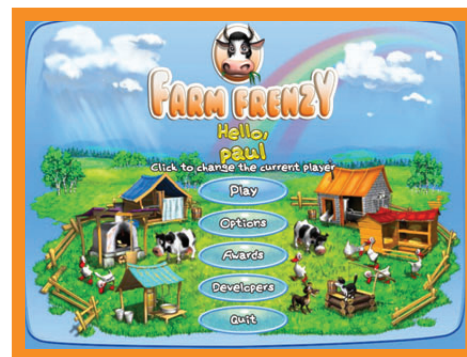 FARM FRENZY
Hello,
paul
Click to change the current player
Play
Options
Awards
Developers
Quit